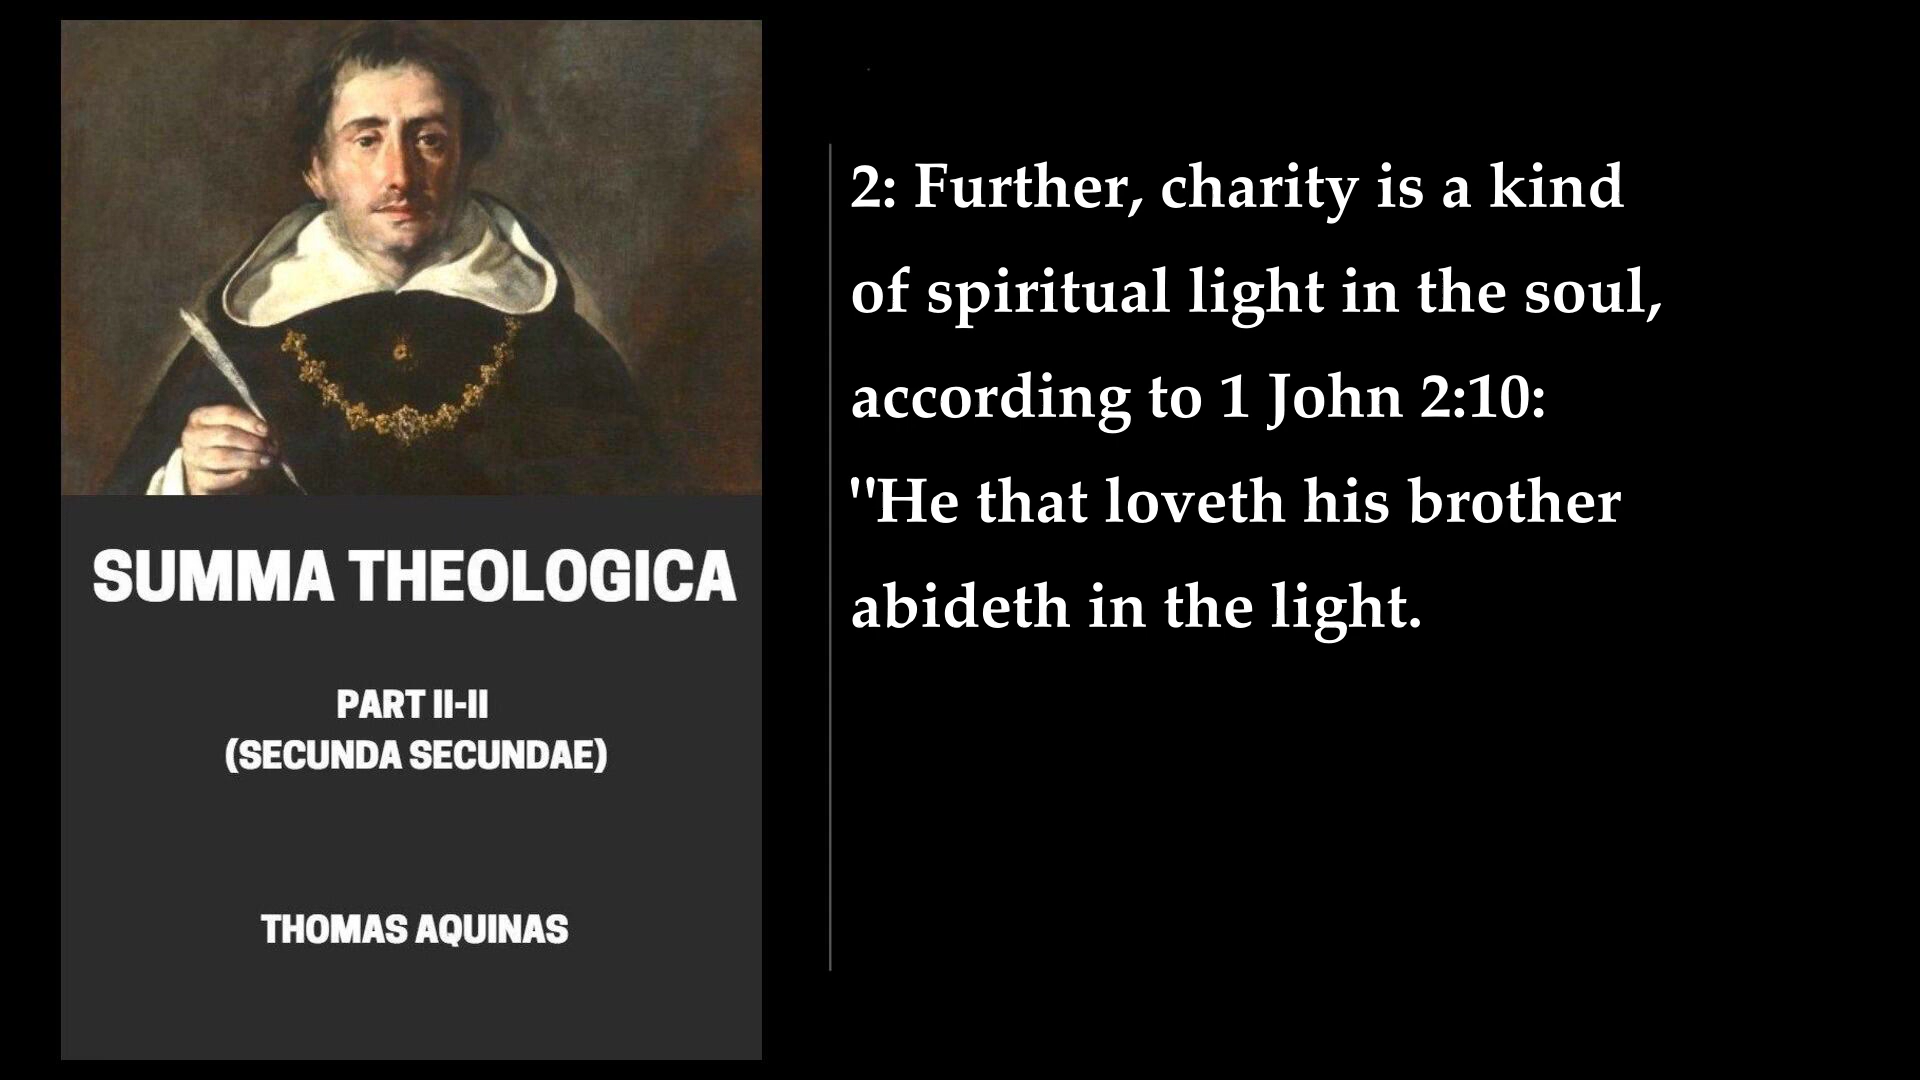 SUMMA THEOLOGICA
PART II-II
(SECUNDA SECUNDAE)
THOMAS AQUINAS
2: Further, charity is a kind
of spiritual light in the soul,
according to 1 John 2:10:
"He that loveth his brother
abideth in the light.